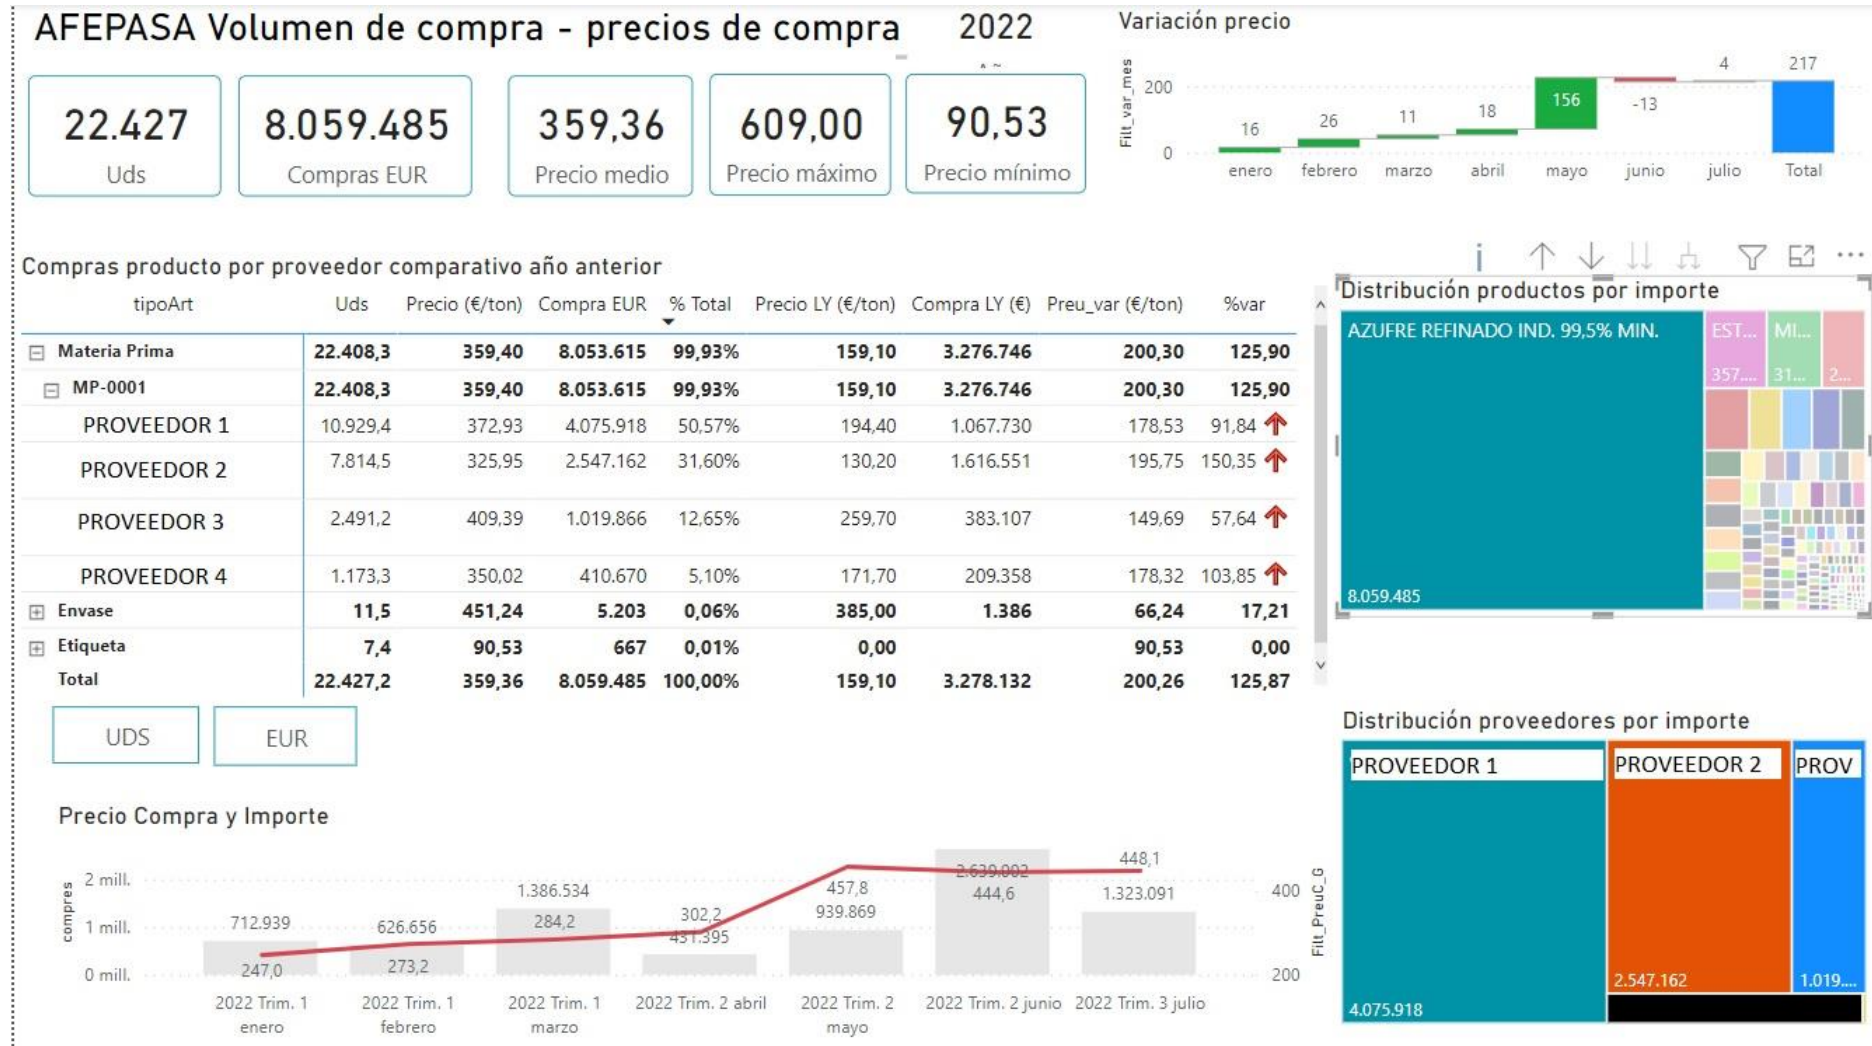 AFEPASA Volumen de compra - precios de compra
2022
22.427
Uds
8.059.485
Compras EUR
359,36
Precio medio
609,00
Precio máximo
90,53
Precio mínimo
Variación precio
Filt_var_mes
200
0
16
26
11
18
156
-13
4
217
enero febrero marzo abril mayo junio julio Total
Compras producto por proveedor comparativo año anterior
tipoArt Uds Precio (€/ton) Compra EUR % Total Precio LY (€/ton) Compra LY (€) Preu_var (€/ton) %var
Materia Prima 22.408,3 359,40 8.053.615 99,93% 159,10 3.276.746 200,30 125,90
MP-0001 22.408,3 359,40 8.053.615 99,93% 159,10 3.276.746 200,30 125,90
PROVEEDOR 1 10.929,4 372,93 4.075.918 50,57% 194,40 1.067.730 178,53 91,84
PROVEEDOR 2 7.814,5 325,95 2.547.162 31,60% 130,20 1.616.551 195,75 150,35
PROVEEDOR 3 2.491,2 409,39 1.019.866 12,65% 259,70 383.107 149,69 57,64
PROVEEDOR 4 1.173,3 350,02 410.670 5,10% 171,70 209.358 178,32 103,85
Envase 11,5 451,24 5.203 0,06% 385,00 1.386 66,24 17,21
Etiqueta 7,4 90,53 667 0,01% 0,00 90,53 0,00
Total 22.427,2 359,36 8.059.485 100,00% 159,10 3.278.132 200,26 125,87
UDS
EUR
Distribución productos por importe
AZUFRE REFINADO IND. 99,5% MIN.
8.059.485
EST...
357....
MI...
31...
2...
Distribución proveedores por importe
PROVEEDOR 1
4.075.918
PROVEEDOR 2
2.547.162
PROV
1.019....
Precio Compra y Importe
compres
2 mill.
1 mill.
0 mill.
712.939
247,0
626.656
273,2
1.386.534
284,2
302,2
431.395
457,8
939.869
2.639.002
444,6
448,1
1.323.091
400
200
Filt_PreuC_G
2022 Trim. 1 enero
2022 Trim. 1 febrero
2022 Trim. 1 marzo
2022 Trim. 2 abril
2022 Trim. 2 mayo
2022 Trim. 2 junio
2022 Trim. 3 julio